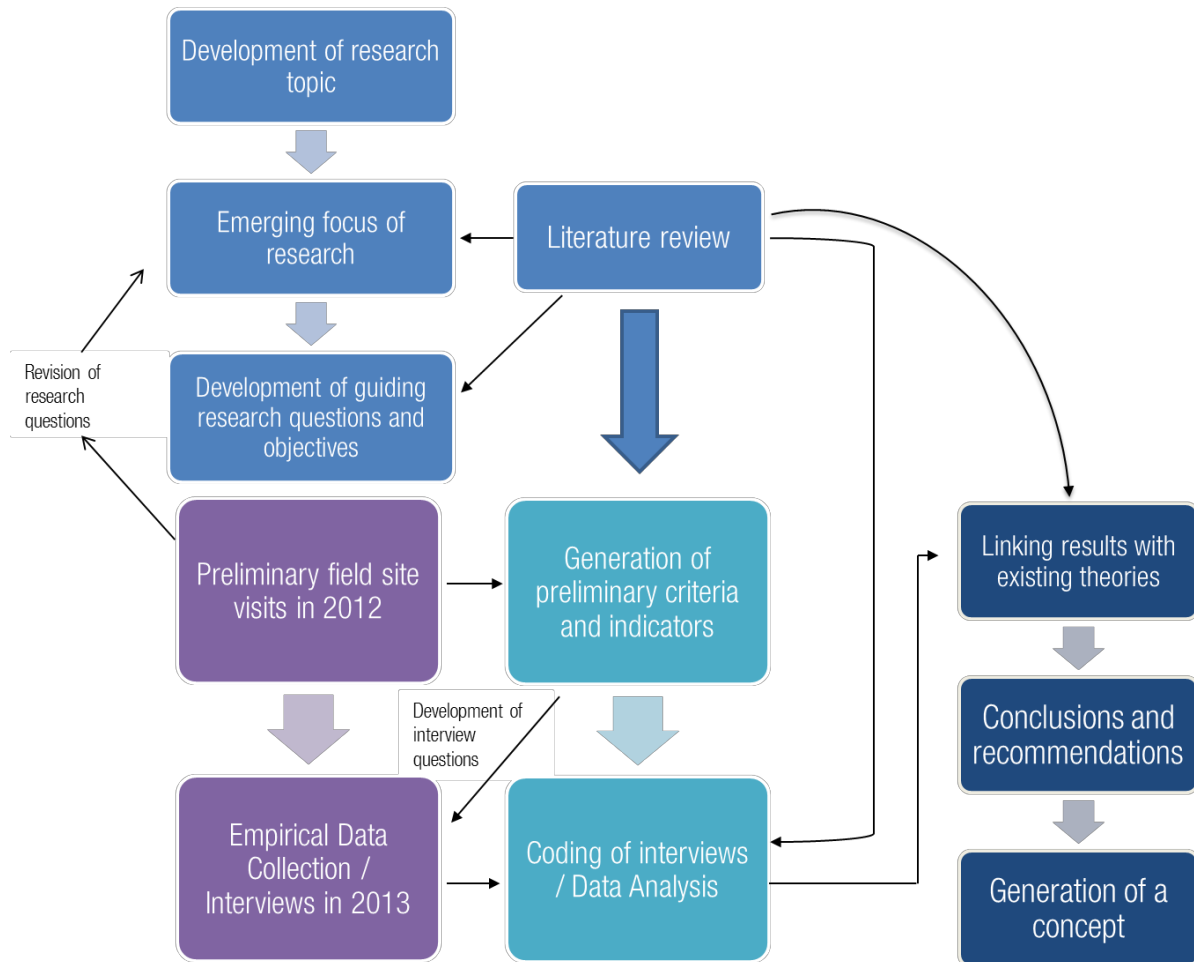 Development of research
topic
Emerging focus of
research
Literature review
Revision of
research
questions
Development of guiding
research questions and
objectives
Preliminary field site
visits in 2012
Generation of
preliminary criteria
and indicators
Linking results with
existing theories
Development of
interview
questions
Conclusions and
recommendations
Empirical Data
Collection /
Interviews in 2013
Coding of interviews
/ Data Analysis
Generation of a
concept